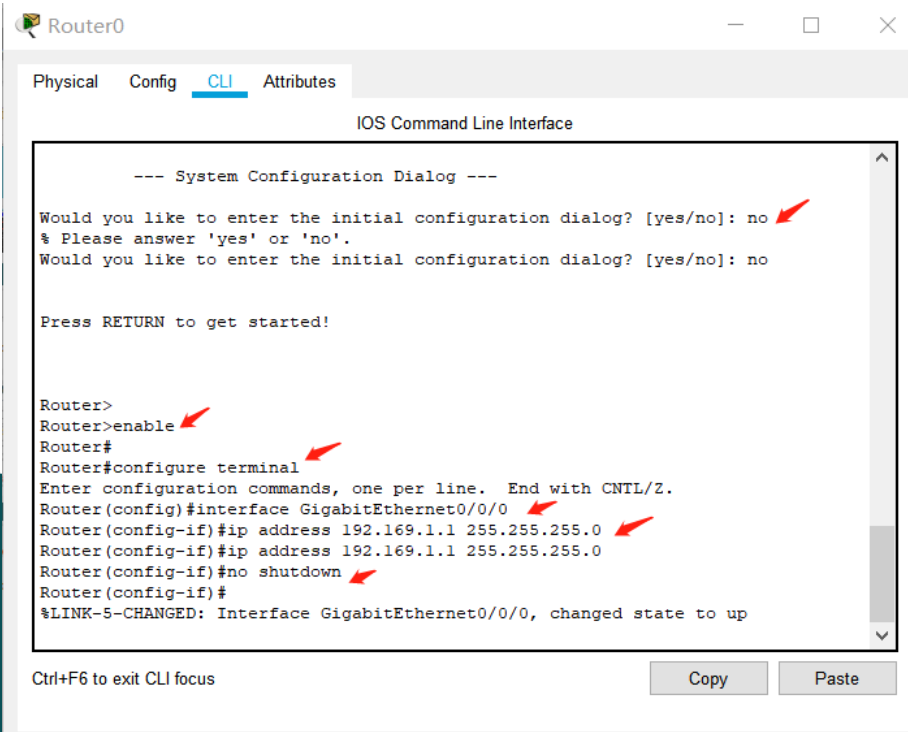 Router0
Physical Config CLI Attributes
IOS Command Line Interface
--- System Configuration Dialog ---
Would you like to enter the initial configuration dialog? [yes/no]: no
% Please answer 'yes' or 'no'.
Would you like to enter the initial configuration dialog? [yes/no]: no
Press RETURN to get started!
Router>
Router>enable
Router#
Router#configure terminal
Enter configuration commands, one per line.  End with CNTL/Z.
Router(config)#interface GigabitEthernet0/0/0
Router(config-if)#ip address 192.169.1.1 255.255.255.0
Router(config-if)#ip address 192.169.1.1 255.255.255.0
Router(config-if)#no shutdown
Router(config-if)#
%LINK-5-CHANGED: Interface GigabitEthernet0/0/0, changed state to up
Ctrl+F6 to exit CLI focus
Copy Paste